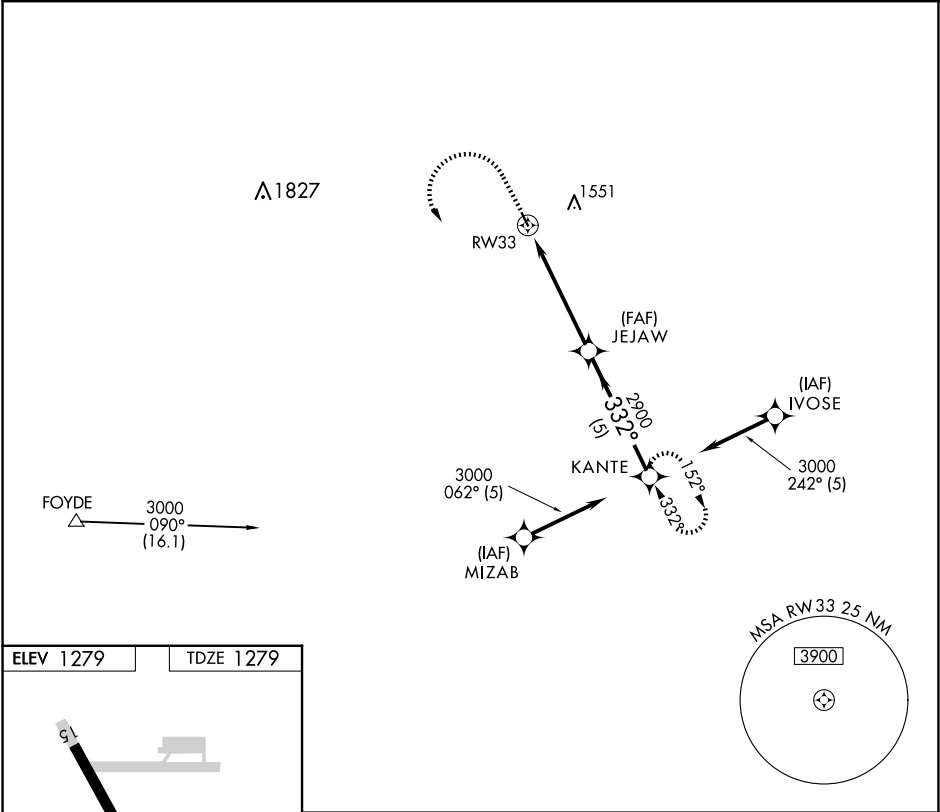 1827
1551
RW33
(FAF)
JEJAW
(IAF)
IVOSE
2900
332°
(5)
KANTE
152°
332°
3000
242° (5)
3000
062° (5)
FOYDE
3000
090°
(16.1)
(IAF)
MIZAB
MSA RW33 25 NM
3900
ELEV 1279
TDZE 1279
15